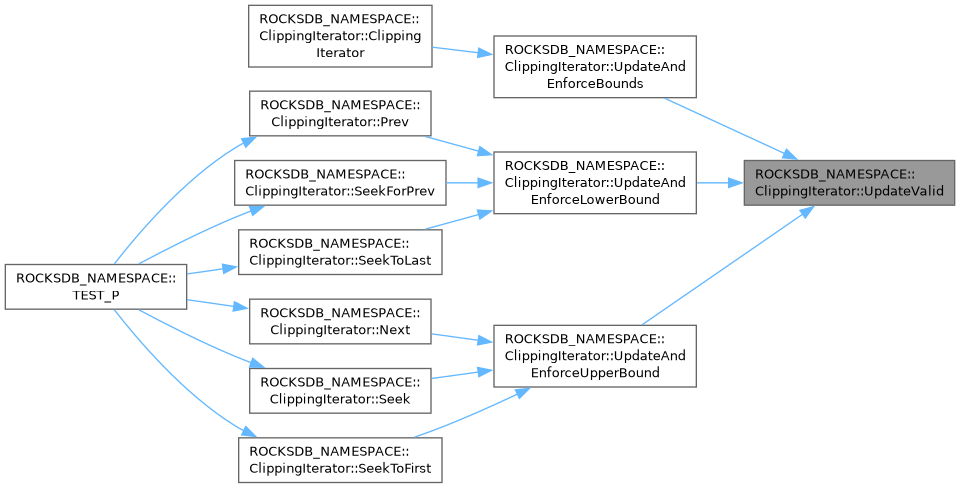 ROCKSDB_NAMESPACE::
ClippingIterator::Clipping
Iterator
ROCKSDB_NAMESPACE::
ClippingIterator::UpdateAnd
EnforceBounds
ROCKSDB_NAMESPACE::
ClippingIterator::Prev
ROCKSDB_NAMESPACE::
ClippingIterator::SeekForPrev
ROCKSDB_NAMESPACE::
ClippingIterator::UpdateAnd
EnforceLowerBound
ROCKSDB_NAMESPACE::
ClippingIterator::UpdateValid
ROCKSDB_NAMESPACE::
ClippingIterator::SeekToLast
ROCKSDB_NAMESPACE::
TEST_P
ROCKSDB_NAMESPACE::
ClippingIterator::Next
ROCKSDB_NAMESPACE::
ClippingIterator::UpdateAnd
EnforceUpperBound
ROCKSDB_NAMESPACE::
ClippingIterator::Seek
ROCKSDB_NAMESPACE::
ClippingIterator::SeekToFirst